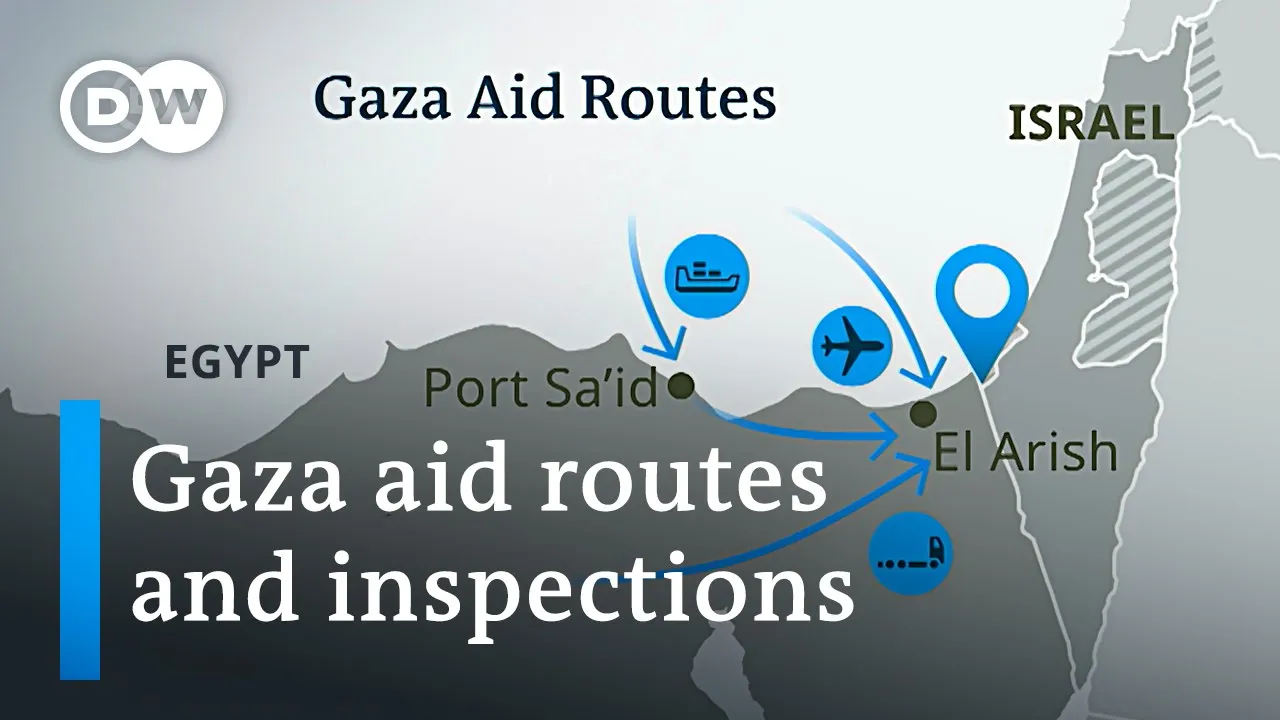 DW
Gaza Aid Routes
ISRAEL
EGYPT
Port Sa’id
El Arish
Gaza aid routes
and inspections